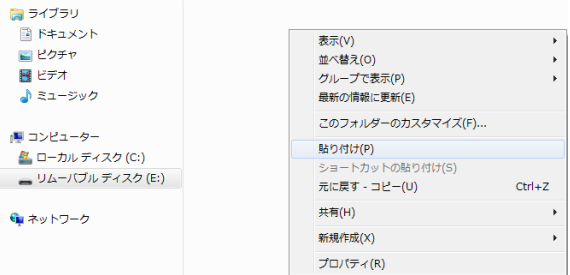 ライブラリ
ドキュメント
ピクチャ
ビデオ
ミュージック
コンピューター
ローカル ディスク (C:)
リムーバブル ディスク (E:)
ネットワーク
表示(V)
並べ替え(O)
グループで表示(P)
最新の情報に更新(E)
このフォルダーのカスタマイズ(F)...
貼り付け(P)
ショートカットの貼り付け(S)
元に戻す - コピー(U) Ctrl+Z
共有(H)
新規作成(X)
プロパティ(R)